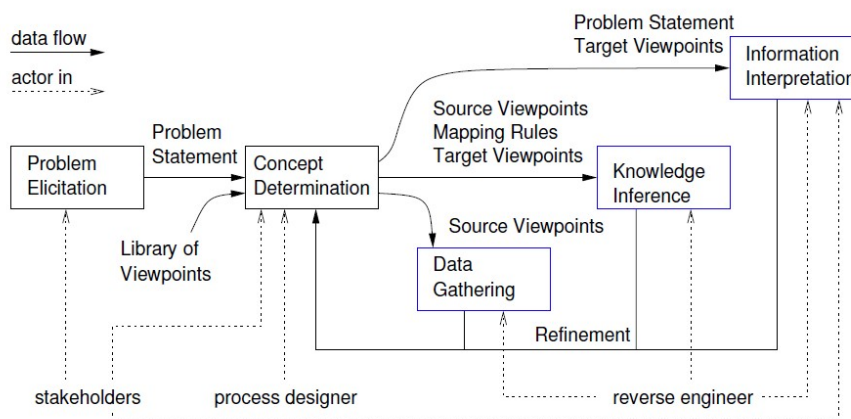 data flow
actor in
Problem Statement
Target Viewpoints
Information
Interpretation
Source Viewpoints
Mapping Rules
Target Viewpoints
Problem
Statement
Problem
Elicitation
Concept
Determination
Knowledge
Inference
Library of
Viewpoints
Source Viewpoints
Data
Gathering
Refinement
stakeholders
process designer
reverse engineer